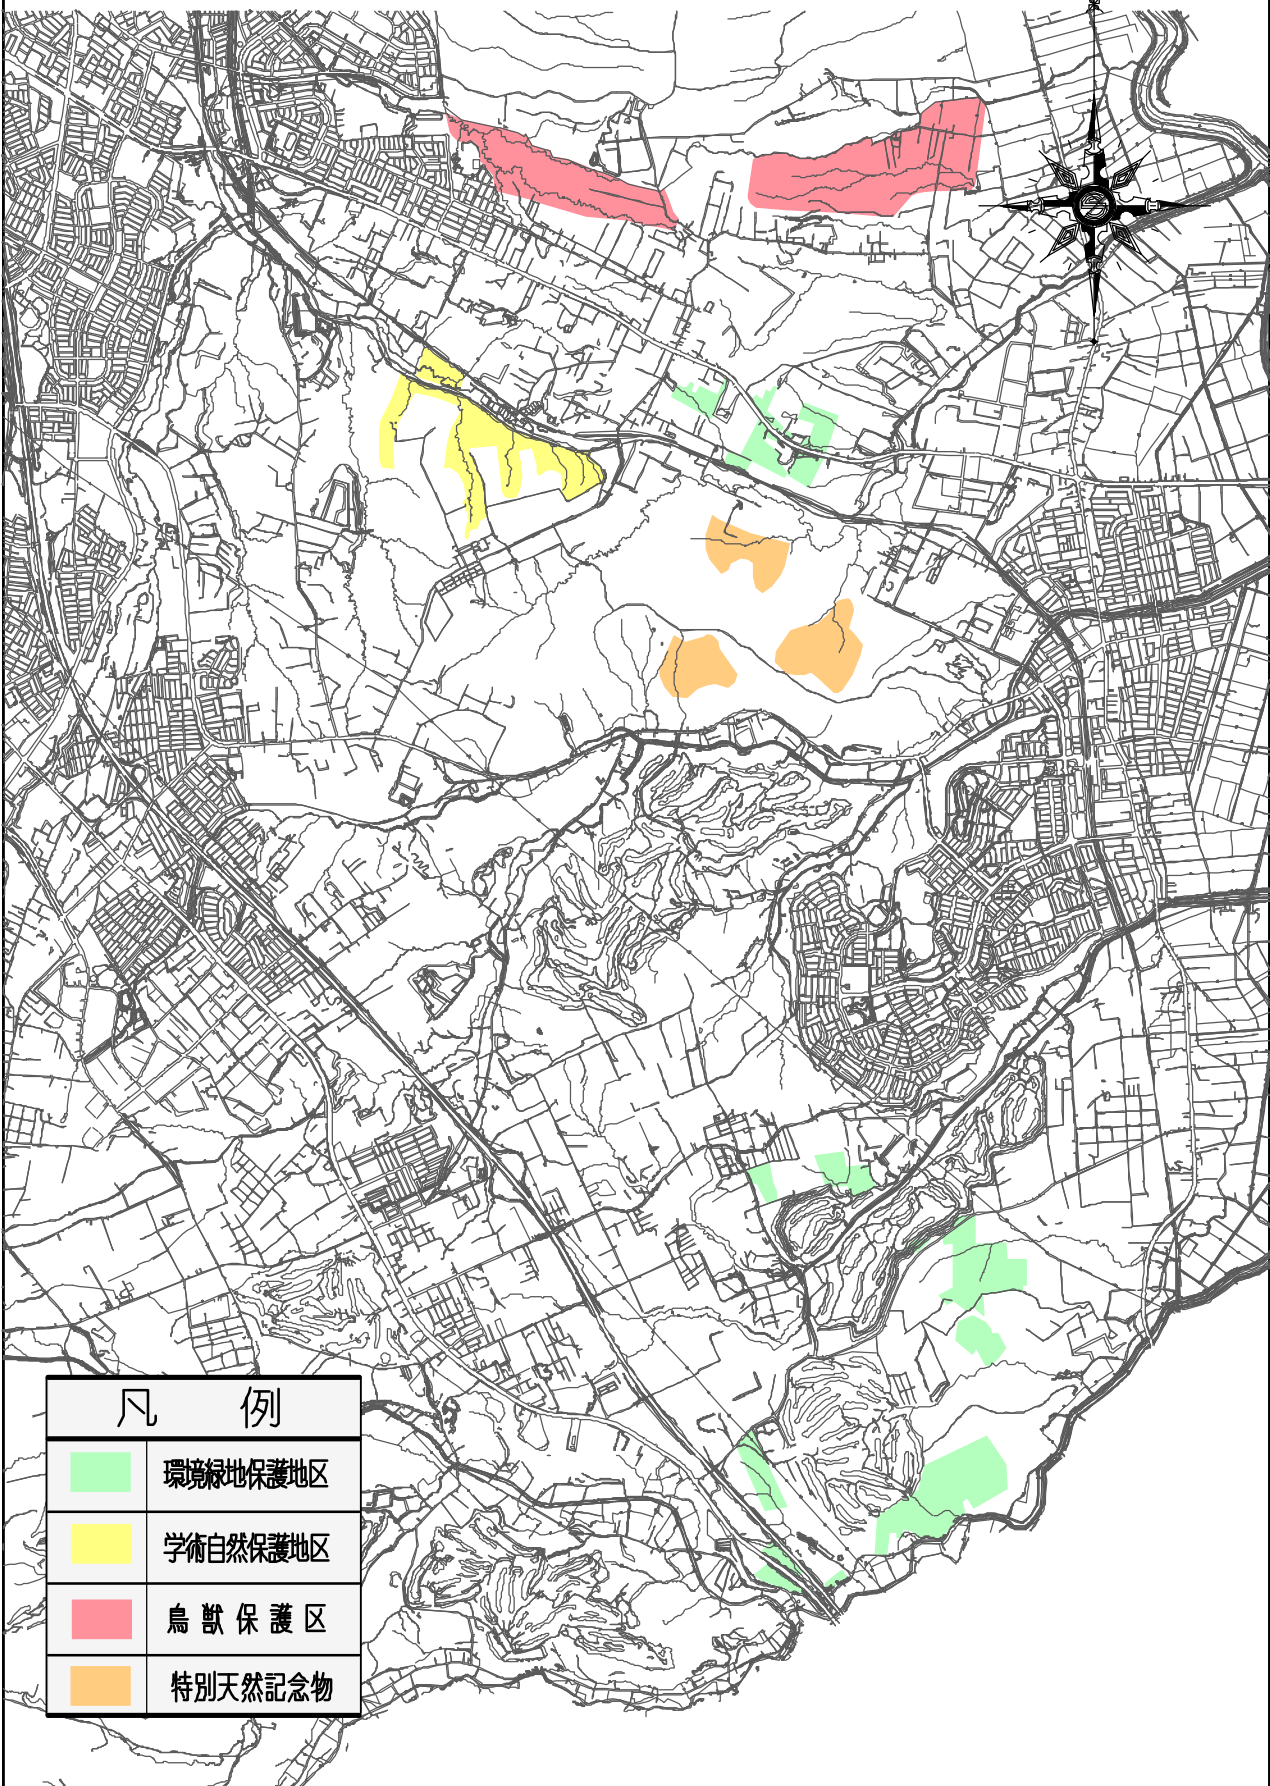 凡 例
環境緑地保護地区
学術自然保護地区
鳥獣保護区
特別天然記念物